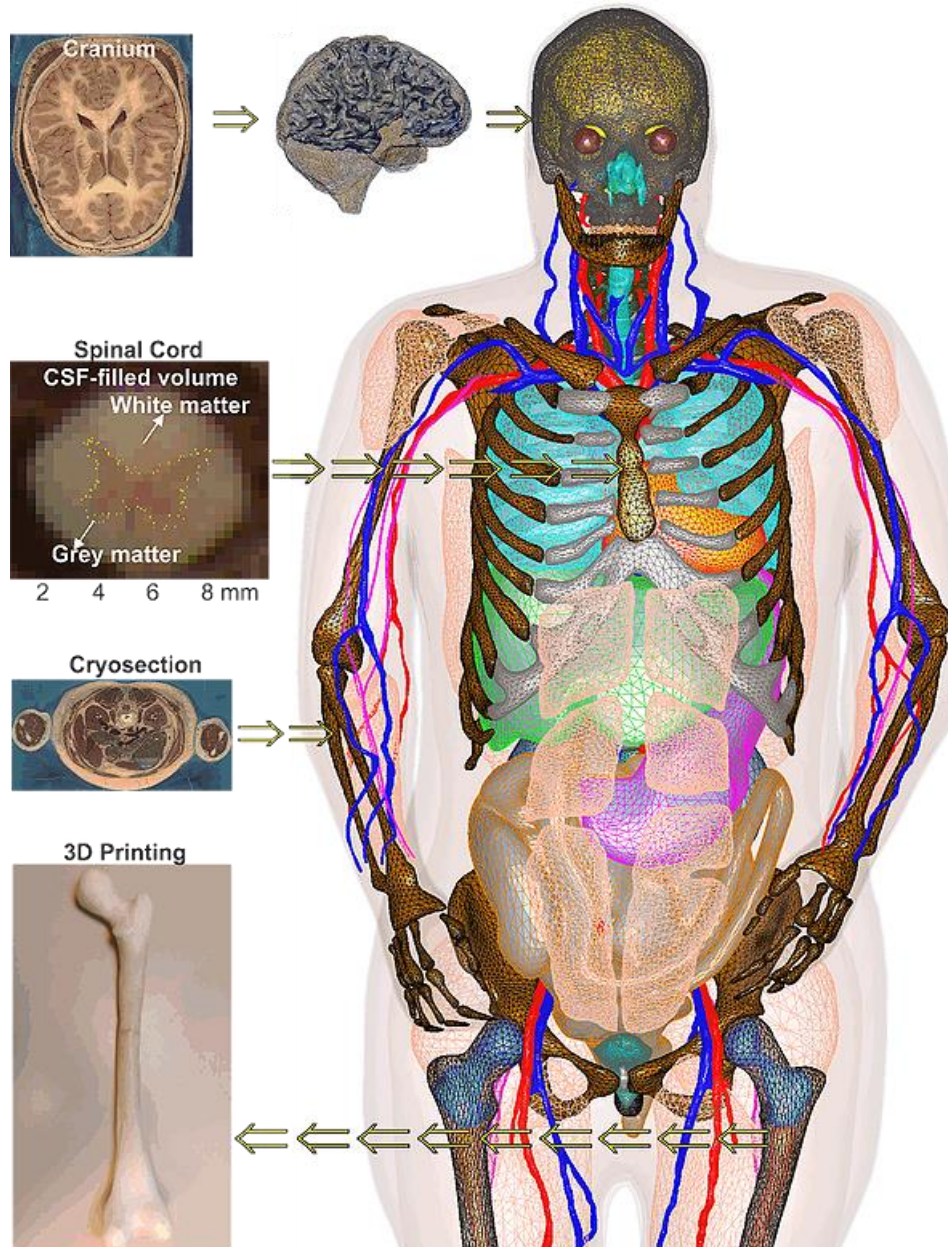 Cranium
Spinal Cord
CSF-filled volume
White matter
Grey matter
2 4 6 8 mm
Cryosection
3D Printing